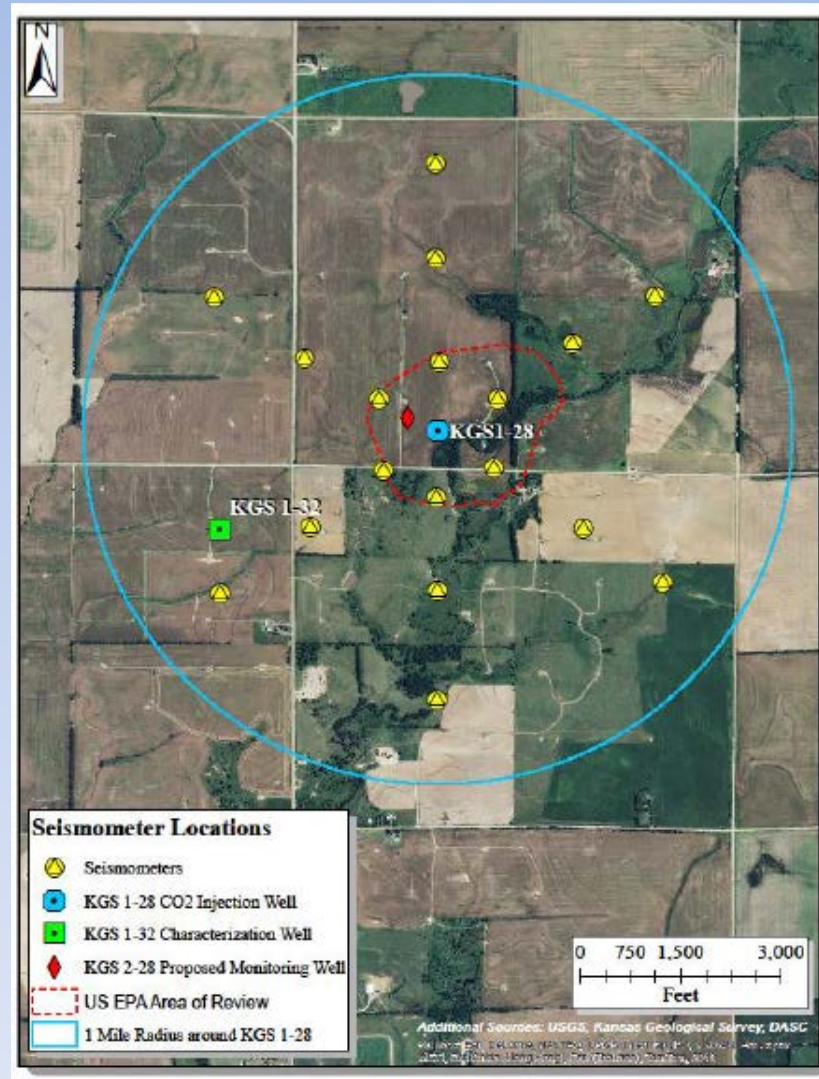 N
KGS1-28
KGS 1-32
Seismometer Locations
Seismometers
KGS 1-28 CO2 Injection Well
KGS 1-32 Characterization Well
KGS 2-28 Proposed Monitoring Well
US EPA Area of Review
1 Mile Radius around KGS 1-28
0 750 1,500 3,000
Feet
Additional Sources: USGS, Kansas Geological Survey, DASC